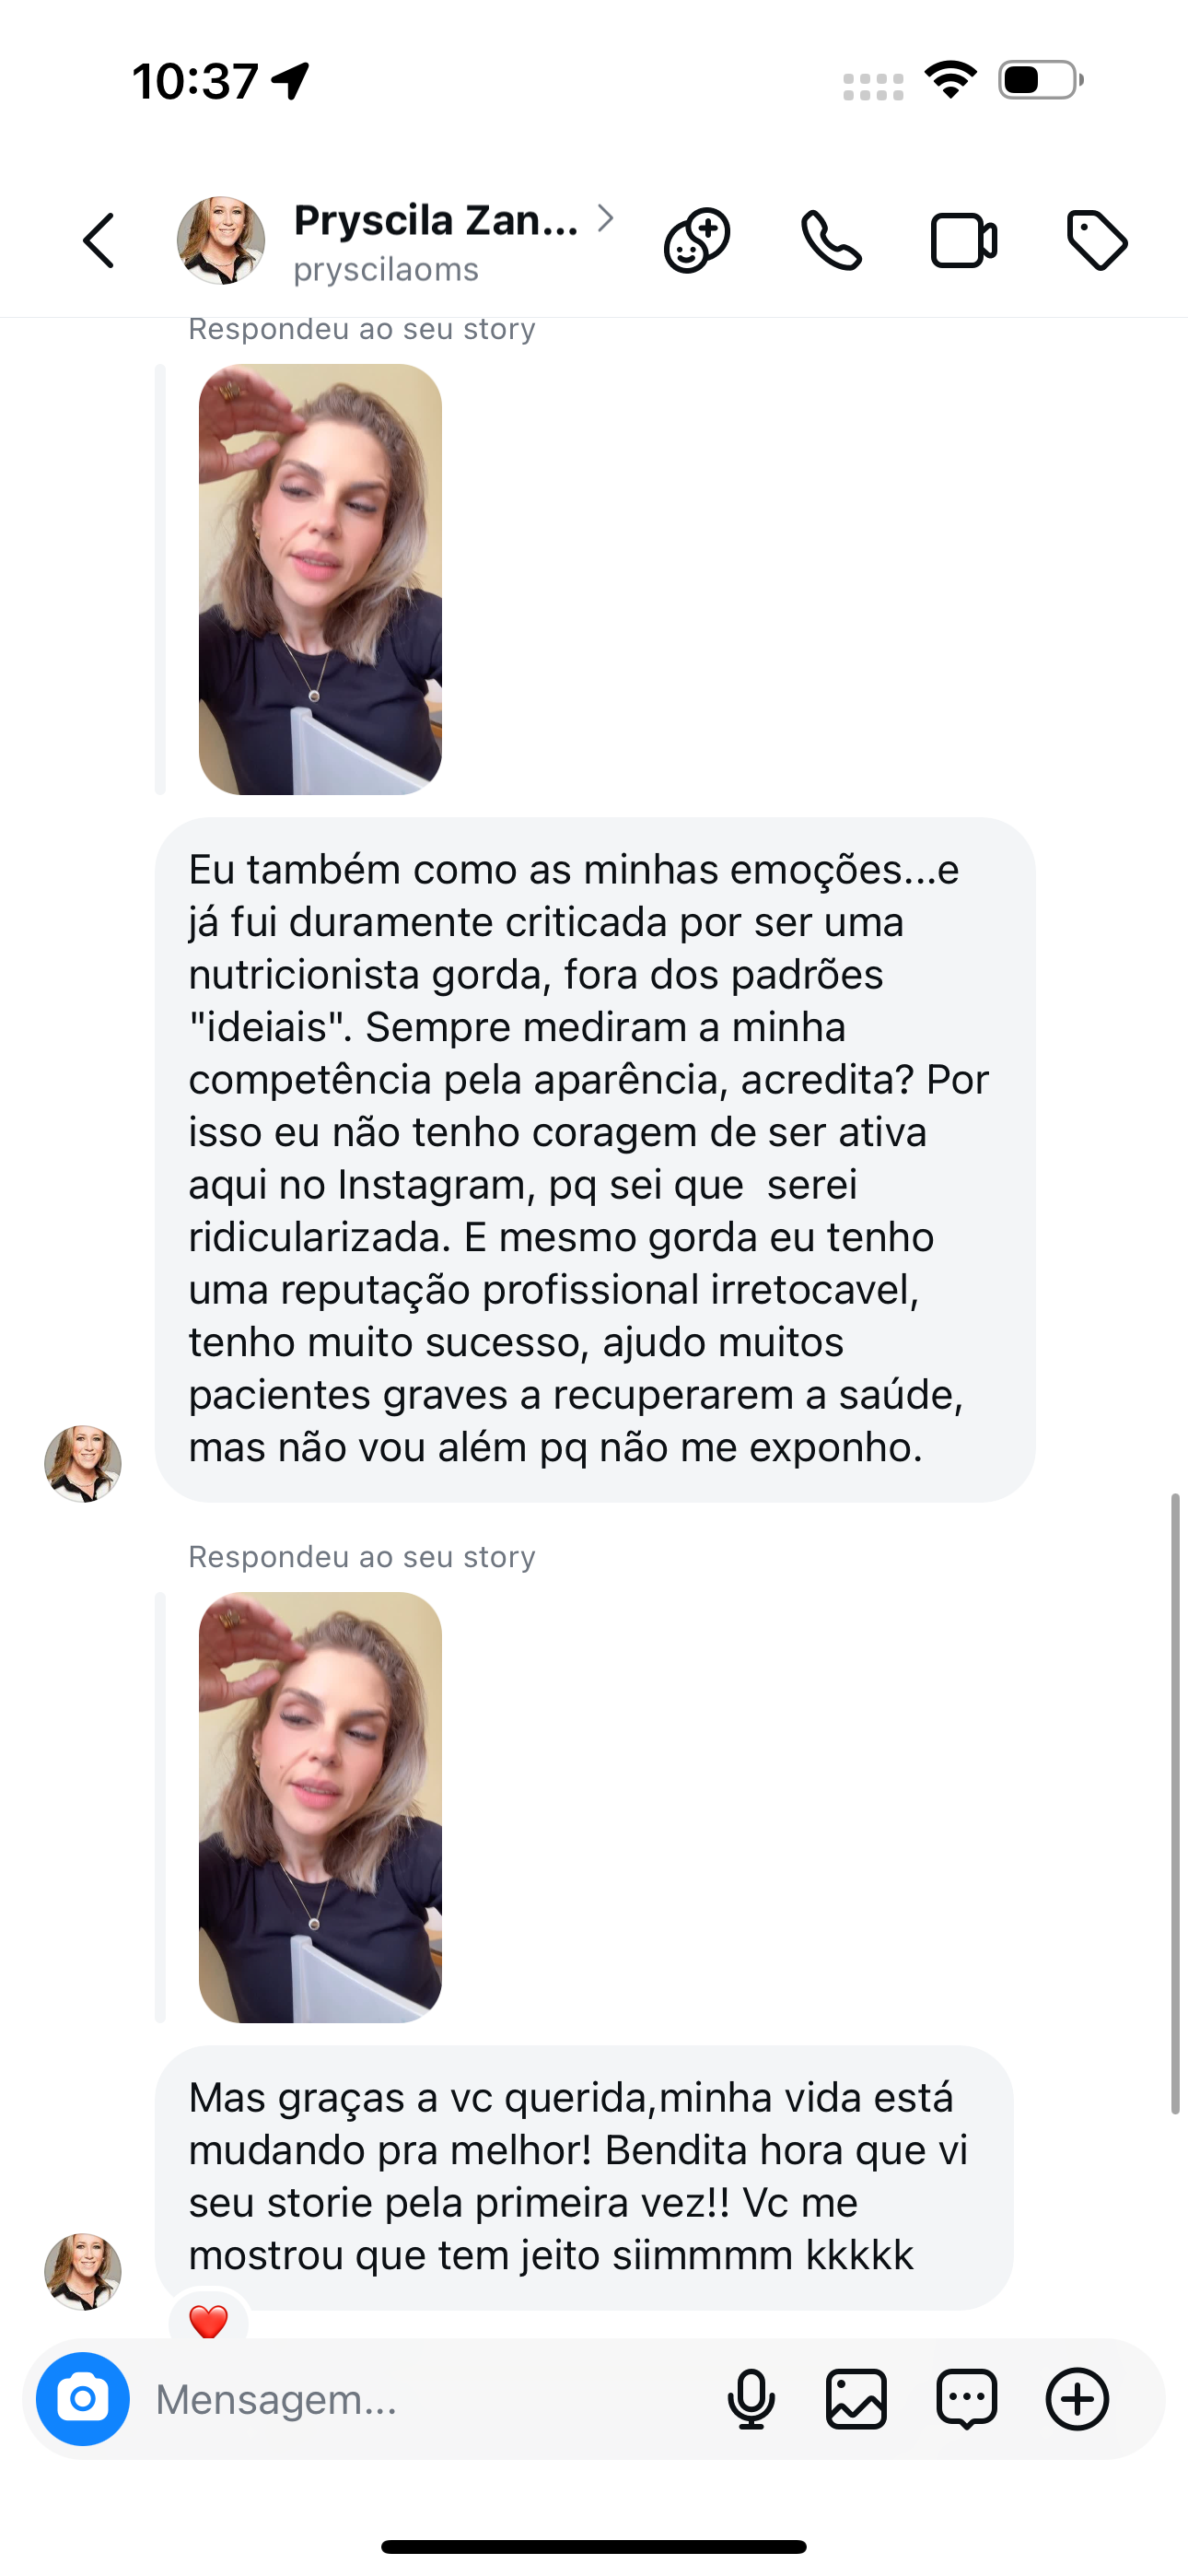 10:37
Pryscila Zan...
pryscilaoms
Respondeu ao seu story
Eu também como as minhas emoções...e
já fui duramente criticada por ser uma
nutricionista gorda, fora dos padrões
"ideiais". Sempre mediram a minha
competência pela aparência, acredita? Por
isso eu não tenho coragem de ser ativa
aqui no Instagram, pq sei que  serei
ridicularizada. E mesmo gorda eu tenho
uma reputação profissional irretocavel,
tenho muito sucesso, ajudo muitos
pacientes graves a recuperarem a saúde,
mas não vou além pq não me exponho.
Respondeu ao seu story
Mas graças a vc querida,minha vida está
mudando pra melhor! Bendita hora que vi
seu storie pela primeira vez!! Vc me
mostrou que tem jeito siimmmm kkkkk
Mensagem...